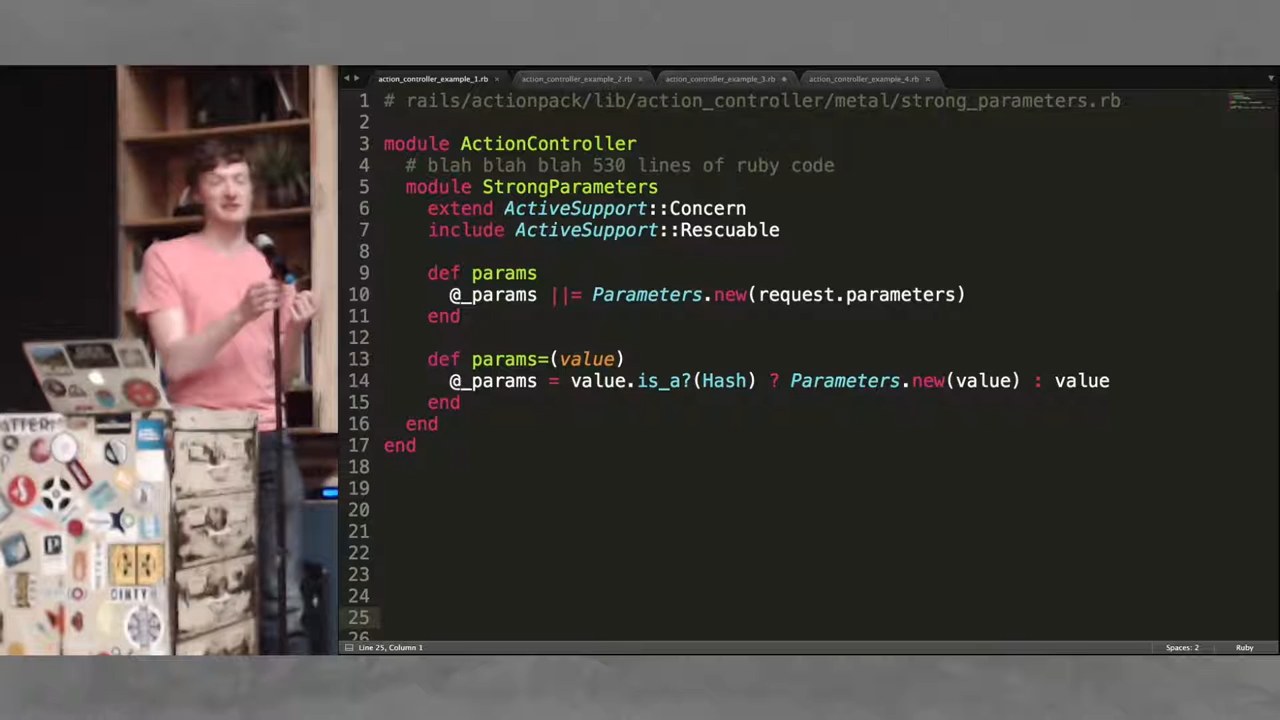 action_controller_example_1.rb × action_controller_example_2.rb × action_controller_example_3.rb action_controller_example_4.rb ×
1 # rails/actionpack/lib/action_controller/metal/strong_parameters.rb
2
3 module ActionController
4 # blah blah blah 530 lines of ruby code
5 module StrongParameters
6 extend ActiveSupport::Concern
7 include ActiveSupport::Rescuable
8
9 def params
10 @_params ||= Parameters.new(request.parameters)
11 end
12
13 def params=(value)
14 @_params = value.is_a?(Hash) ? Parameters.new(value) : value
15 end
16 end
17 end
18
19
20
21
22
23
24
25
26
Line 25, Column 1 Spaces: 2 Ruby
DIRTY